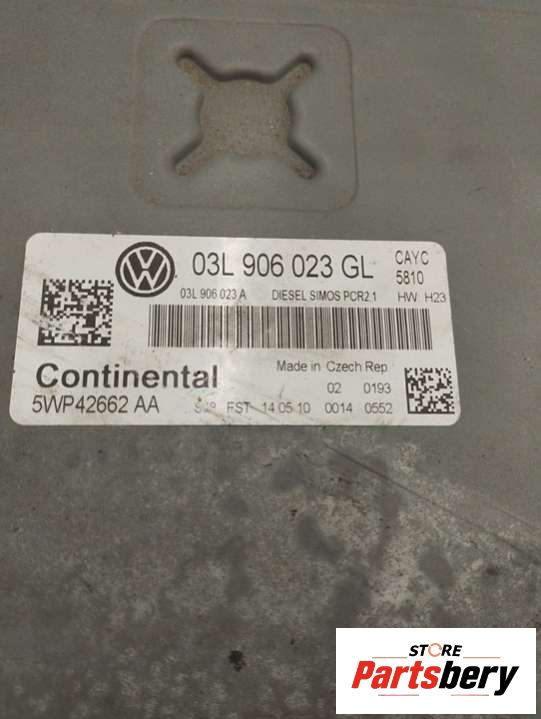 03L 906 023 GL
CAYC
5810
03L 906 023 A DIESEL SIMOS PCR2.1 HW H23
Continental
Made in Czech Rep
02 0193
5WP42662 AA FST 14 05 10 0014 0552
STORE
Partsbery